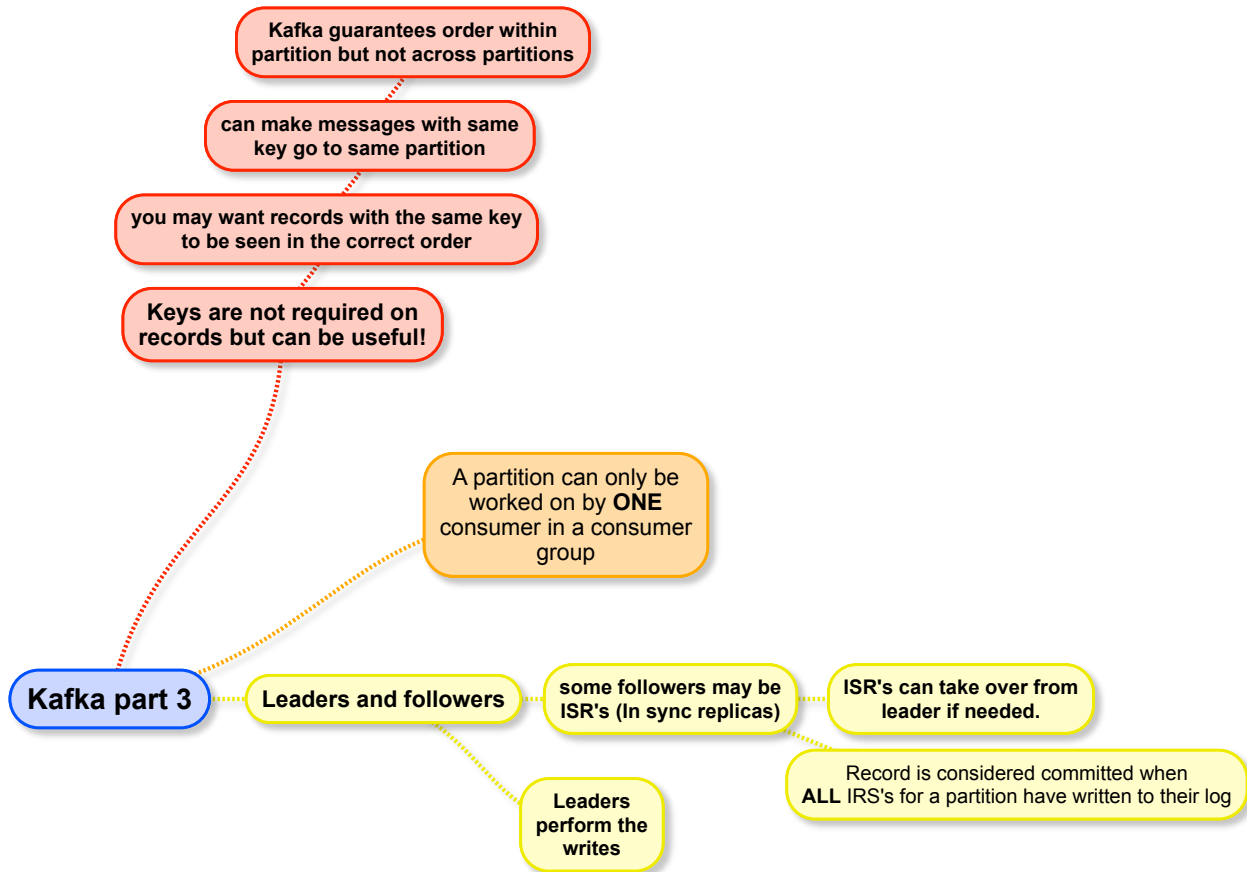 Kafka guarantees order within
partition but not across partitions
can make messages with same
key go to same partition
you may want records with the same key
to be seen in the correct order
Keys are not required on
records but can be useful!
A partition can only be
worked on by ONE
consumer in a consumer
group
Kafka part 3
Leaders and followers
some followers may be
ISR's (In sync replicas)
ISR's can take over from
leader if needed.
Record is considered committed when
ALL IRS's for a partition have written to their log
Leaders
perform the
writes